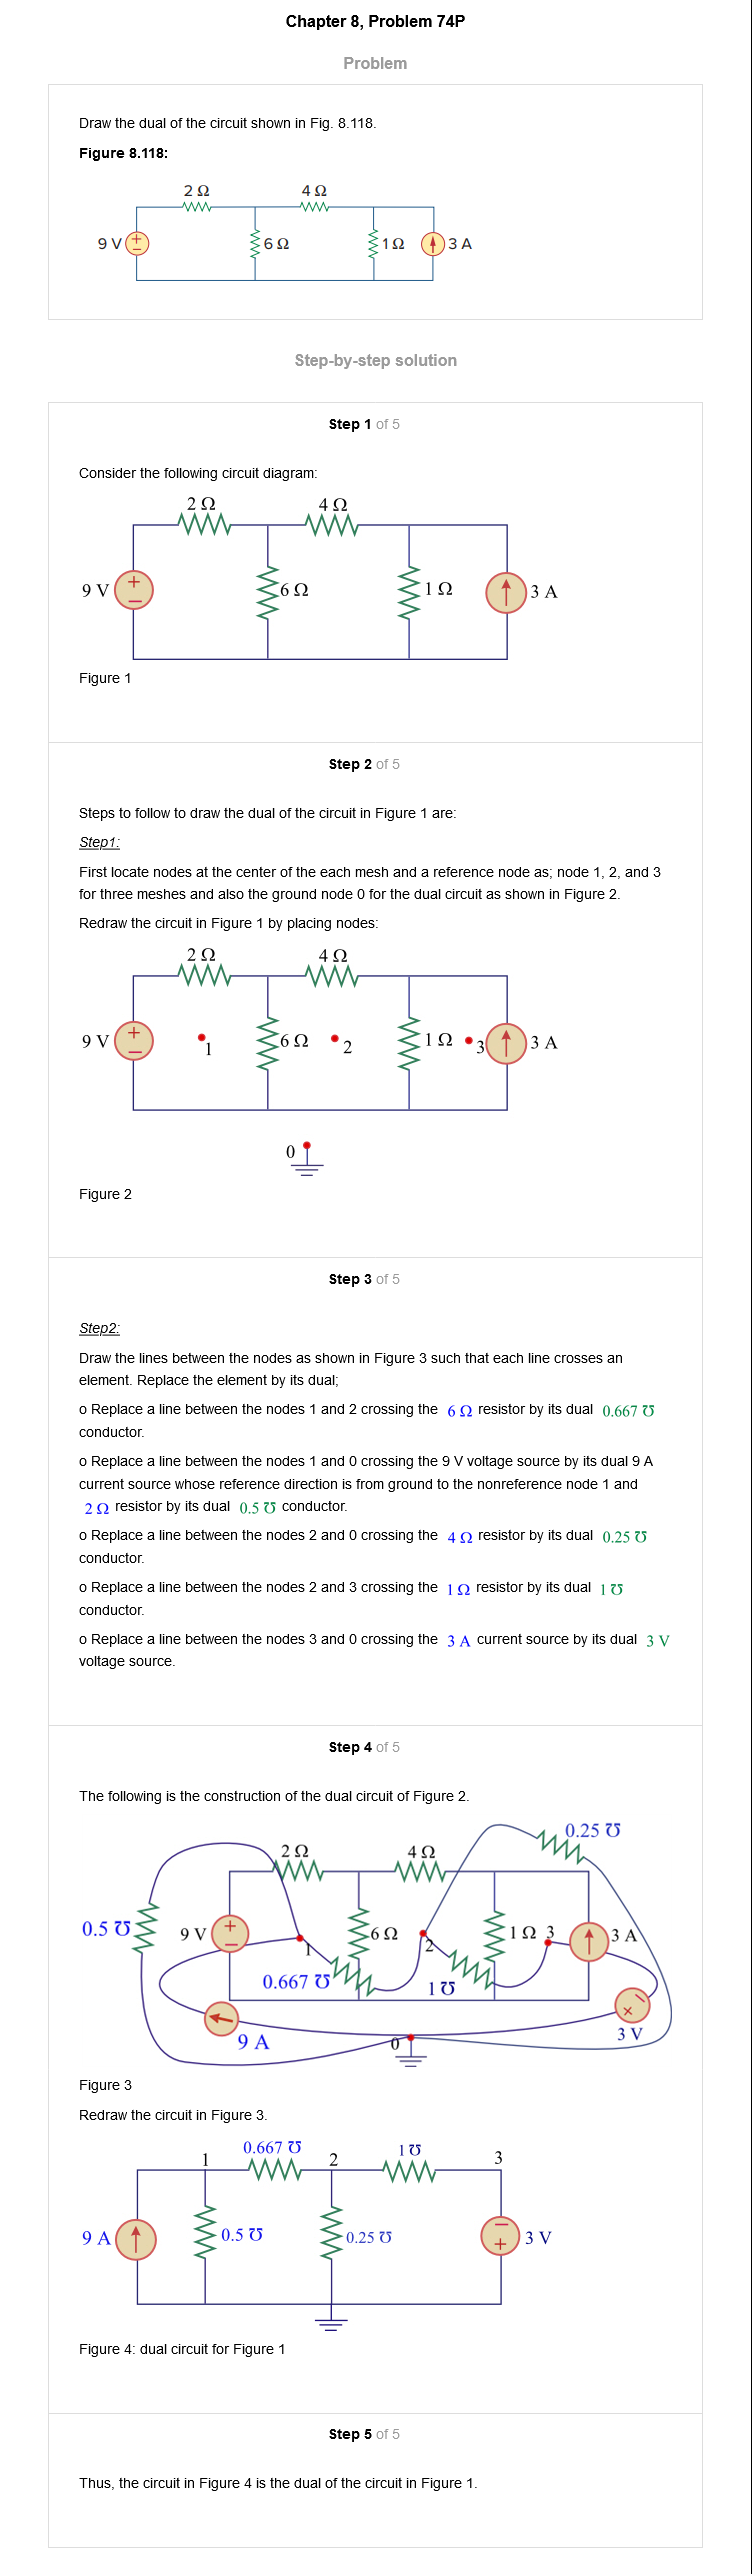 Chapter 8, Problem 74P
Problem
Draw the dual of the circuit shown in Fig. 8.118.
Figure 8.118:
2 Ω 4 Ω
9 V + − 6 Ω 1 Ω 3 A
Step-by-step solution
Step 1 of 5
Consider the following circuit diagram:
2 Ω 4 Ω
9 V + − 6 Ω 1 Ω 3 A
Figure 1
Step 2 of 5
Steps to follow to draw the dual of the circuit in Figure 1 are:
Step1:
First locate nodes at the center of the each mesh and a reference node as; node 1, 2, and 3
for three meshes and also the ground node 0 for the dual circuit as shown in Figure 2.
Redraw the circuit in Figure 1 by placing nodes:
2 Ω 4 Ω
9 V + − 1 6 Ω 2 1 Ω 3 3 A
0
Figure 2
Step 3 of 5
Step2:
Draw the lines between the nodes as shown in Figure 3 such that each line crosses an
element. Replace the element by its dual;
o Replace a line between the nodes 1 and 2 crossing the 6 Ω resistor by its dual 0.667 ℧
conductor.
o Replace a line between the nodes 1 and 0 crossing the 9 V voltage source by its dual 9 A
current source whose reference direction is from ground to the nonreference node 1 and
2 Ω resistor by its dual 0.5 ℧ conductor.
o Replace a line between the nodes 2 and 0 crossing the 4 Ω resistor by its dual 0.25 ℧
conductor.
o Replace a line between the nodes 2 and 3 crossing the 1 Ω resistor by its dual 1 ℧
conductor.
o Replace a line between the nodes 3 and 0 crossing the 3 A current source by its dual 3 V
voltage source.
Step 4 of 5
The following is the construction of the dual circuit of Figure 2.
0.25 ℧
2 Ω 4 Ω
0.5 ℧ 9 V + − 6 Ω 1 Ω 3 3 A
1 2
0.667 ℧ 1 ℧
9 A 0 + − 3 V
Figure 3
Redraw the circuit in Figure 3.
0.667 ℧ 1 ℧
1 2 3
9 A 0.5 ℧ 0.25 ℧ − + 3 V
Figure 4: dual circuit for Figure 1
Step 5 of 5
Thus, the circuit in Figure 4 is the dual of the circuit in Figure 1.